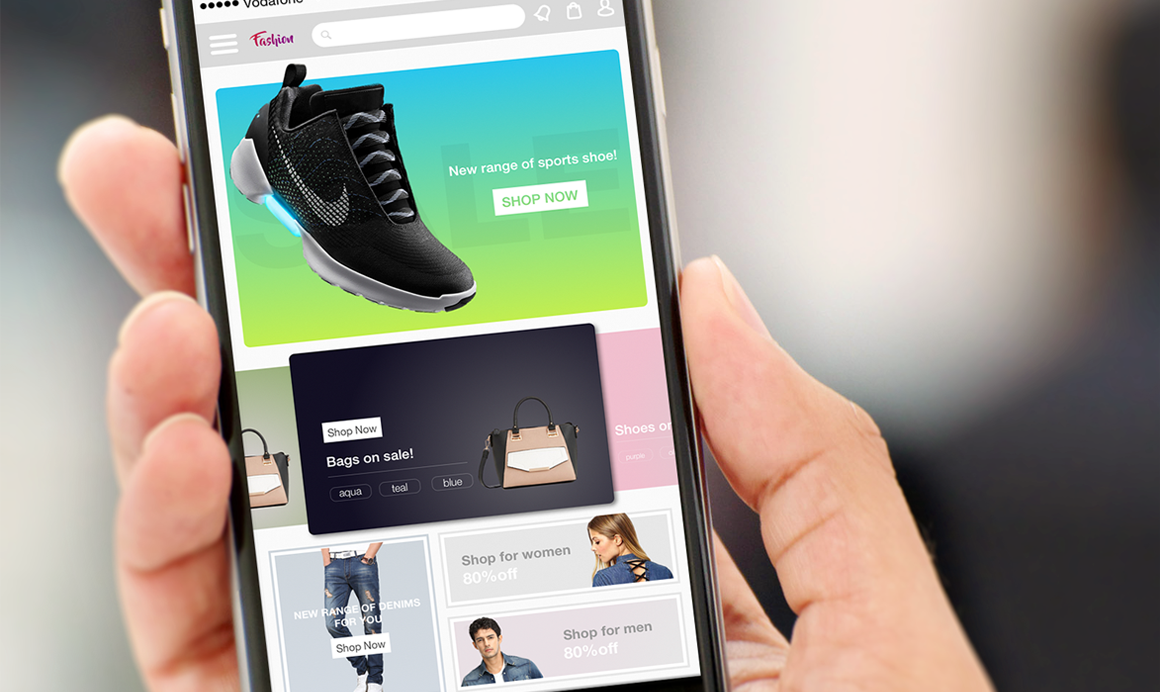 Vodafone
Fashion
SALE
New range of sports shoe!
SHOP NOW
Shop Now
Bags on sale!
aqua teal blue
Shoes on
purple
Shop for women
80%off
NEW RANGE OF DENIMS
FOR YOU
Shop Now
Shop for men
80%off